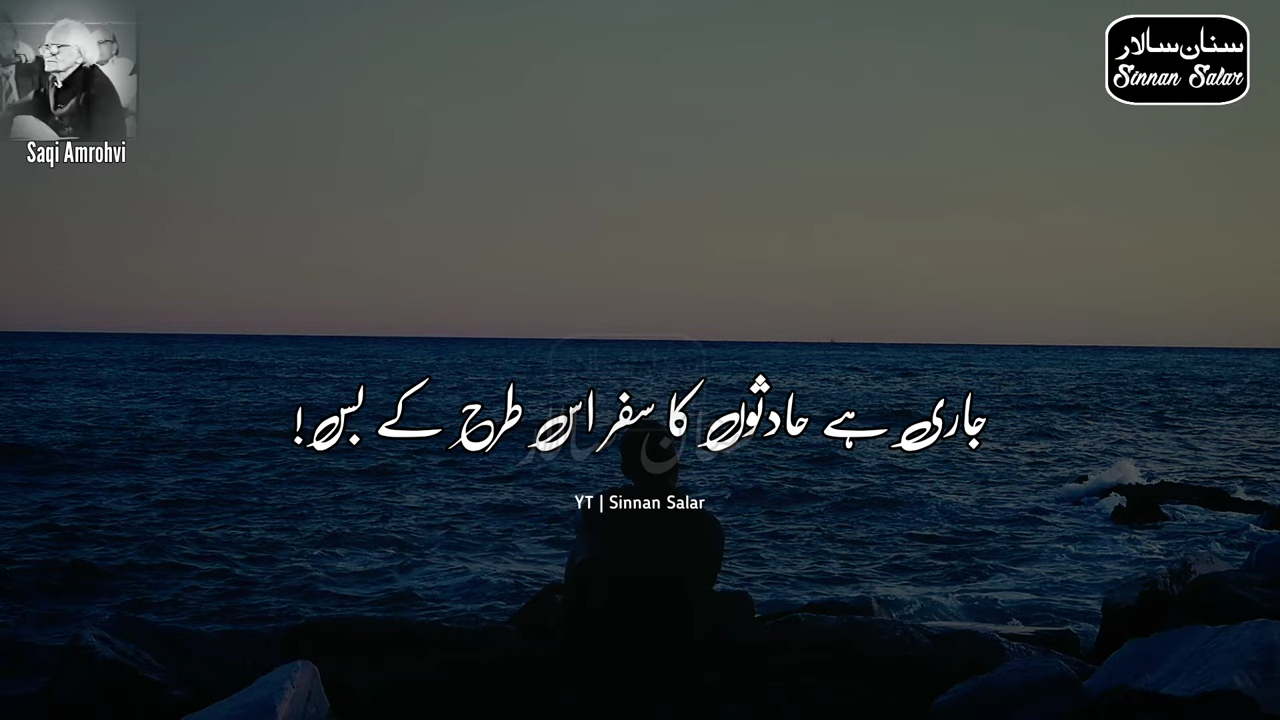 سنان سالار
Sinnan Salar
Saqi Amrohvi
جاری ہے حادثوں کا سفر اس طرح کے بس!
YT | Sinnan Salar